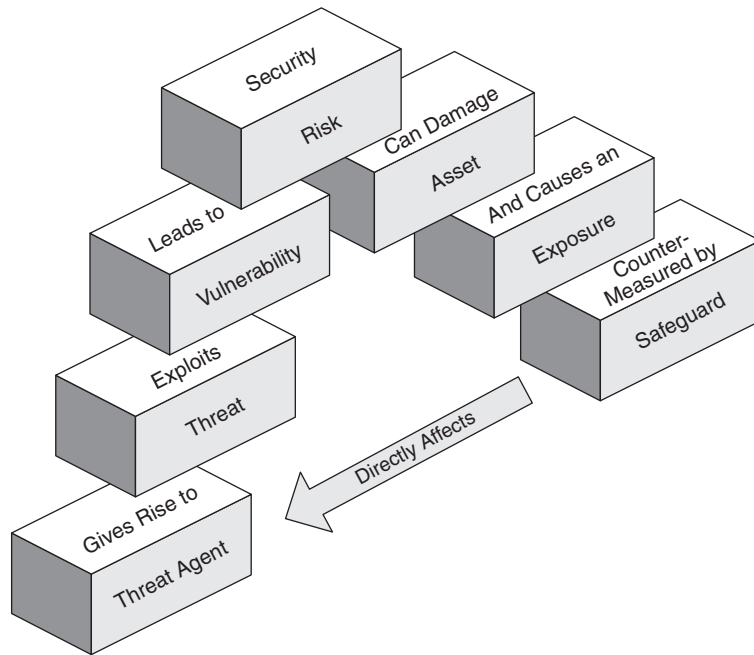 Security
Risk
Can Damage
Asset
And Causes an
Exposure
Counter-
Measured by
Safeguard
Leads to
Vulnerability
Exploits
Threat
Gives Rise to
Threat Agent
Directly Affects